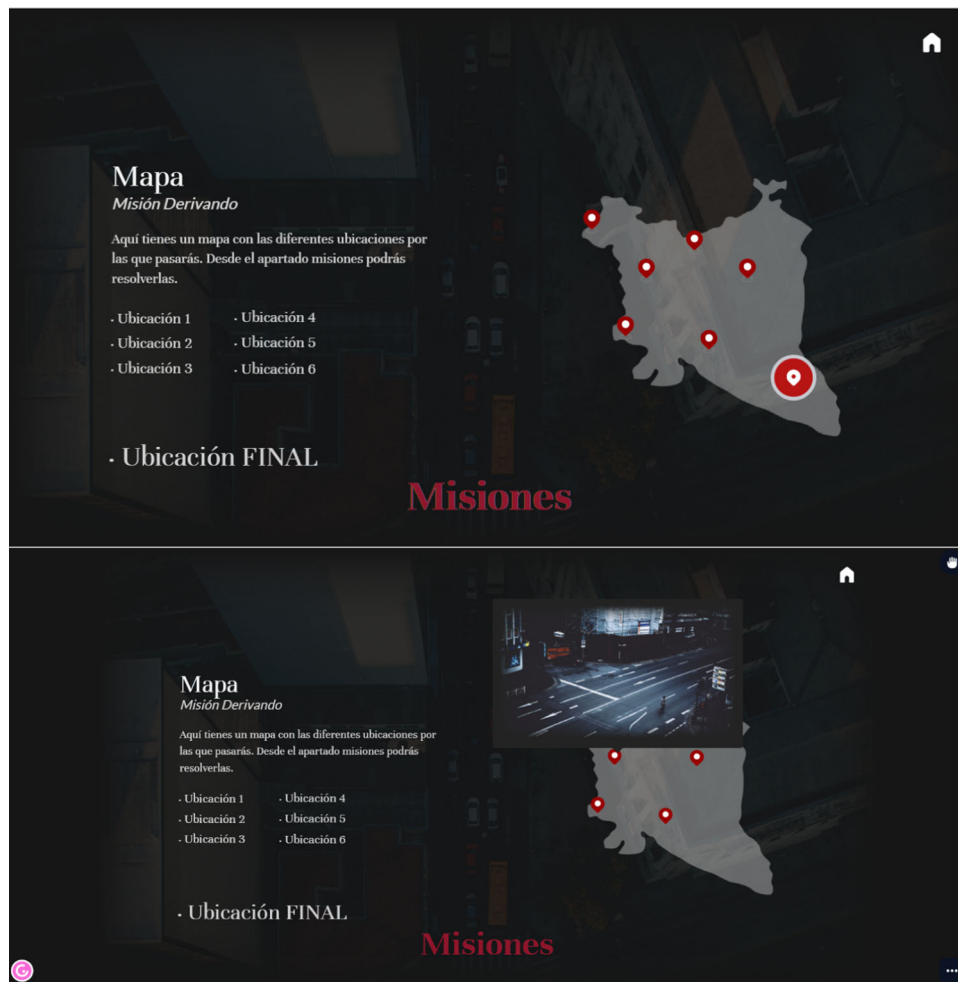 Mapa
Misión Derivando
Aquí tienes un mapa con las diferentes ubicaciones por
las que pasarás. Desde el apartado misiones podrás
resolverlas.
· Ubicación 1
· Ubicación 2
· Ubicación 3
· Ubicación 4
· Ubicación 5
· Ubicación 6
· Ubicación FINAL
Misiones
Mapa
Misión Derivando
Aquí tienes un mapa con las diferentes ubicaciones por
las que pasarás. Desde el apartado misiones podrás
resolverlas.
· Ubicación 1
· Ubicación 2
· Ubicación 3
· Ubicación 4
· Ubicación 5
· Ubicación 6
· Ubicación FINAL
Misiones